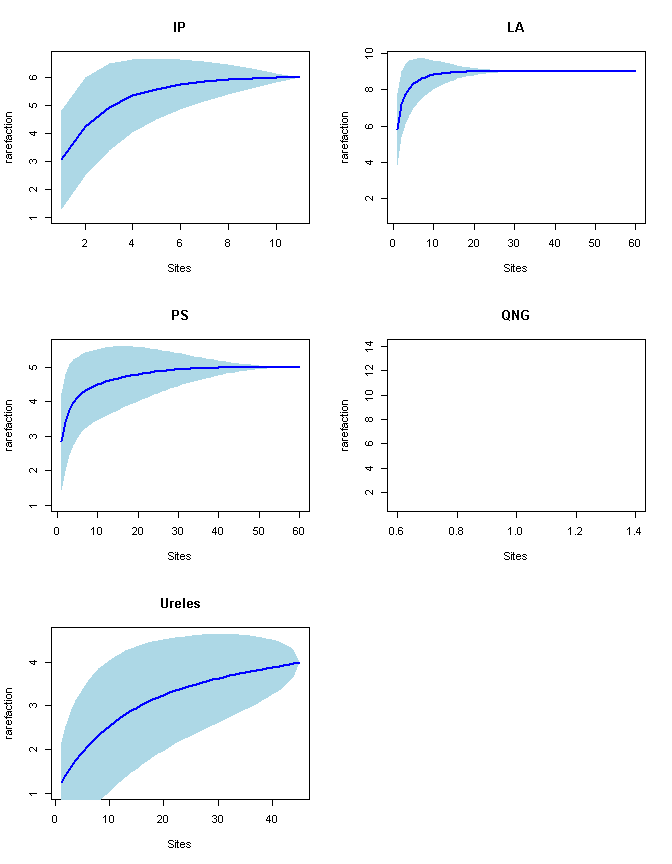 IP
rarefaction
6
5
4
3
2
1
2 4 6 8 10
Sites
LA
rarefaction
10
8
6
4
2
0 10 20 30 40 50 60
Sites
PS
rarefaction
5
4
3
2
1
0 10 20 30 40 50 60
Sites
QNG
rarefaction
14
12
10
8
6
4
2
0.6 0.8 1.0 1.2 1.4
Sites
Ureles
rarefaction
4
3
2
1
0 10 20 30 40
Sites